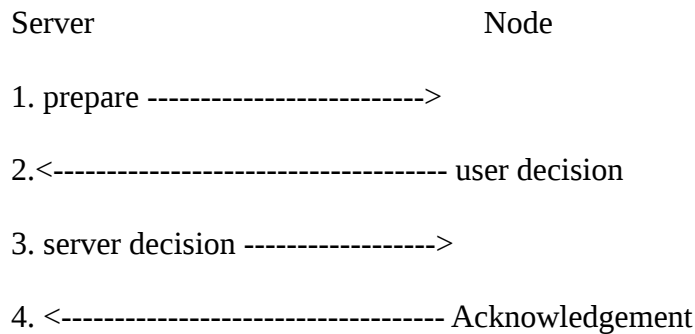 Server Node
1. prepare -------------------------->
2.<------------------------------------- user decision
3. server decision ------------------>
4. <------------------------------------ Acknowledgement